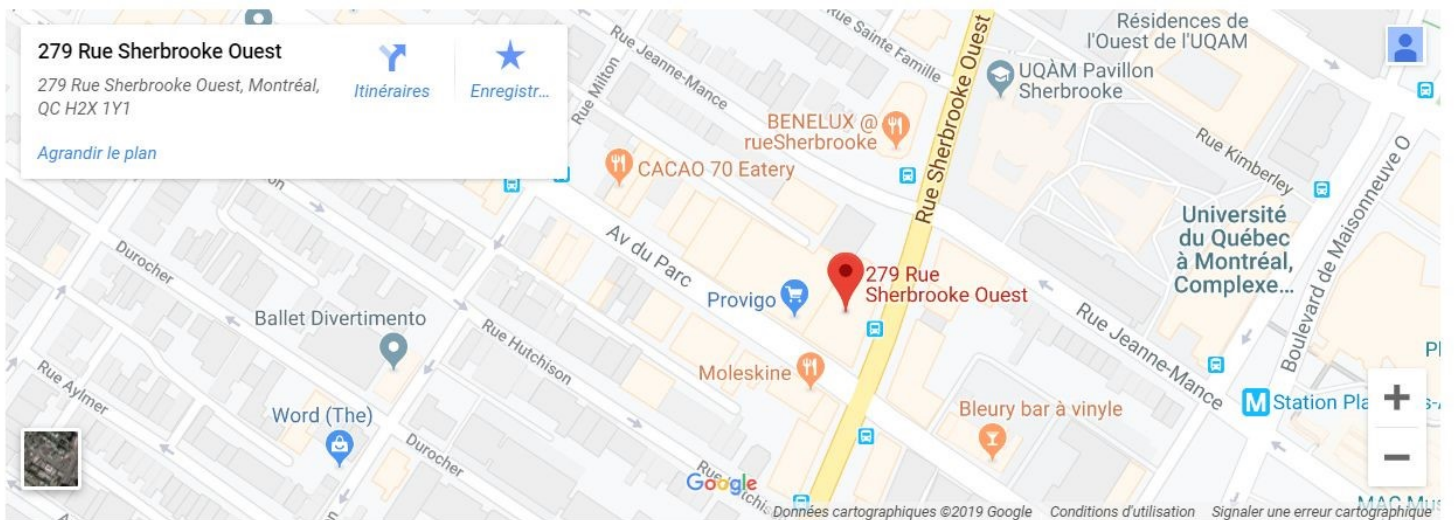 279 Rue Sherbrooke Ouest
279 Rue Sherbrooke Ouest, Montréal,
QC H2X 1Y1
Itinéraires
Enregistr...
Agrandir le plan
Rue Milton
Rue Jeanne-Mance
Rue Sainte Famille
Rue Sherbrooke Ouest
Résidences de
l'Ouest de l'UQAM
UQÀM Pavillon
Sherbrooke
BENELUX @
rueSherbrooke
CACAO 70 Eatery
Rue Kimberley
Boulevard de Maisonneuve O
Université
du Québec
à Montréal,
Complexe...
Av du Parc
Durocher
Provigo
279 Rue
Sherbrooke Ouest
Ballet Divertimento
Rue Hutchison
Rue Jeanne-Mance
Moleskine
Rue Aylmer
Word (The)
Bleury bar à vinyle
M Station Pla
Durocher
+
−
Google
Données cartographiques ©2019 Google Conditions d'utilisation Signaler une erreur cartographique